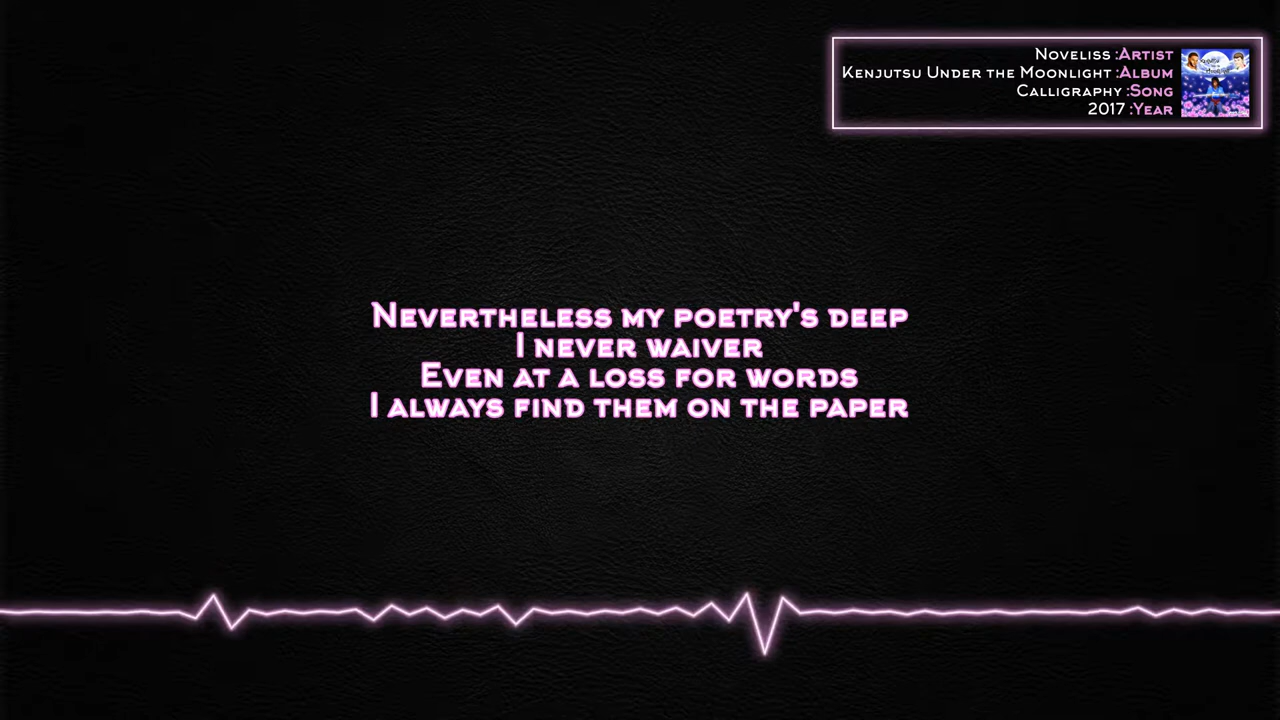 Noveliss :Artist
Kenjutsu Under the Moonlight :Album
Calligraphy :Song
2017 :Year
Nevertheless my poetry's deep
I never waiver
Even at a loss for words
I always find them on the paper